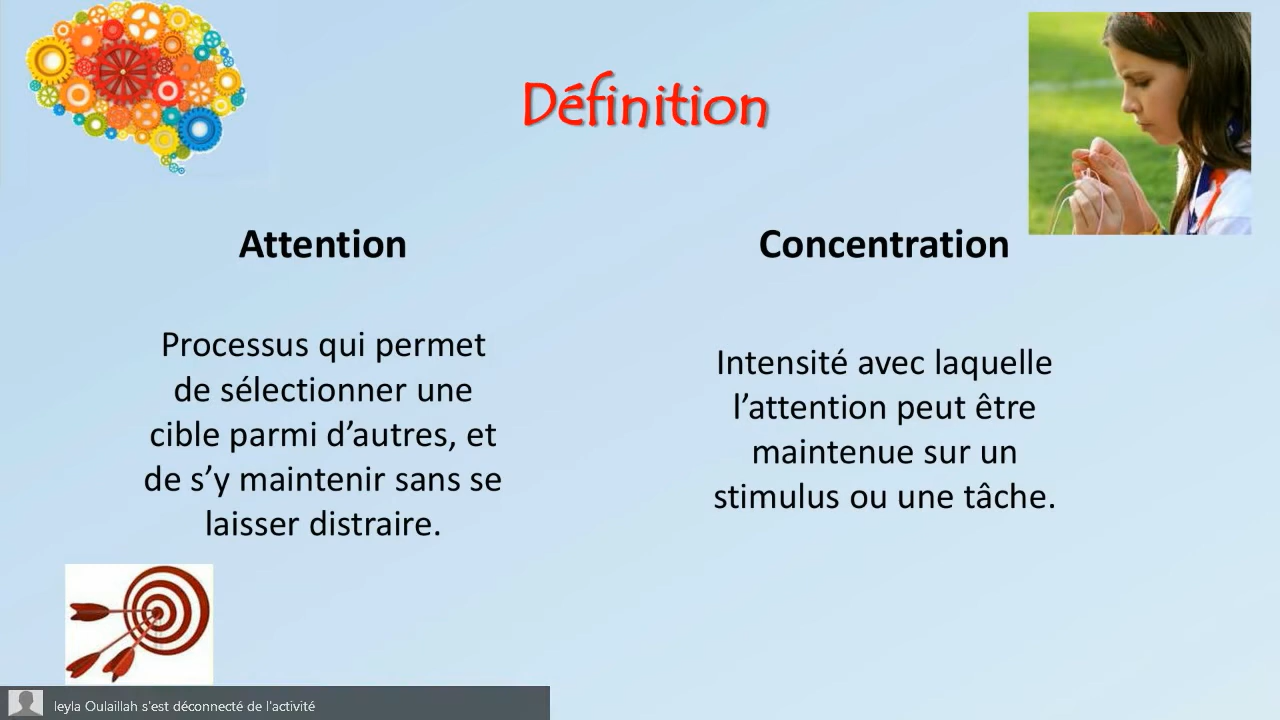 Définition
Attention
Processus qui permet
de sélectionner une
cible parmi d’autres, et
de s’y maintenir sans se
laisser distraire.
Concentration
Intensité avec laquelle
l’attention peut être
maintenue sur un
stimulus ou une tâche.
leyla Oulaillah s'est déconnecté de l'activité